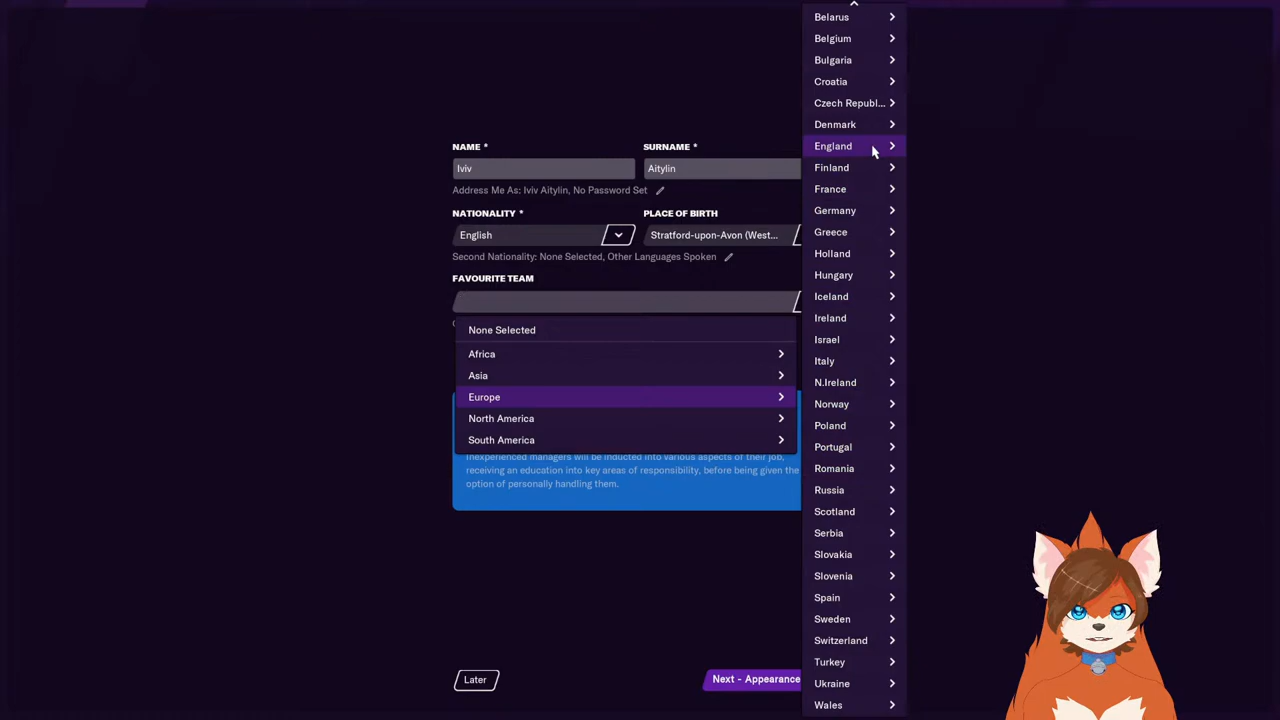 NAME *
SURNAME *
Iviv
Aitylin
Address Me As: Iviv Aitylin, No Password Set
NATIONALITY *
PLACE OF BIRTH
English
Stratford-upon-Avon (West...
Second Nationality: None Selected, Other Languages Spoken
FAVOURITE TEAM
None Selected
Africa
Asia
Europe
North America
South America
Inexperienced managers will be inducted into various aspects of their job,
receiving an education into key areas of responsibility, before being given the
option of personally handling them.
Later
Next - Appearance
Belarus
Belgium
Bulgaria
Croatia
Czech Republ...
Denmark
England
Finland
France
Germany
Greece
Holland
Hungary
Iceland
Ireland
Israel
Italy
N.Ireland
Norway
Poland
Portugal
Romania
Russia
Scotland
Serbia
Slovakia
Slovenia
Spain
Sweden
Switzerland
Turkey
Ukraine
Wales